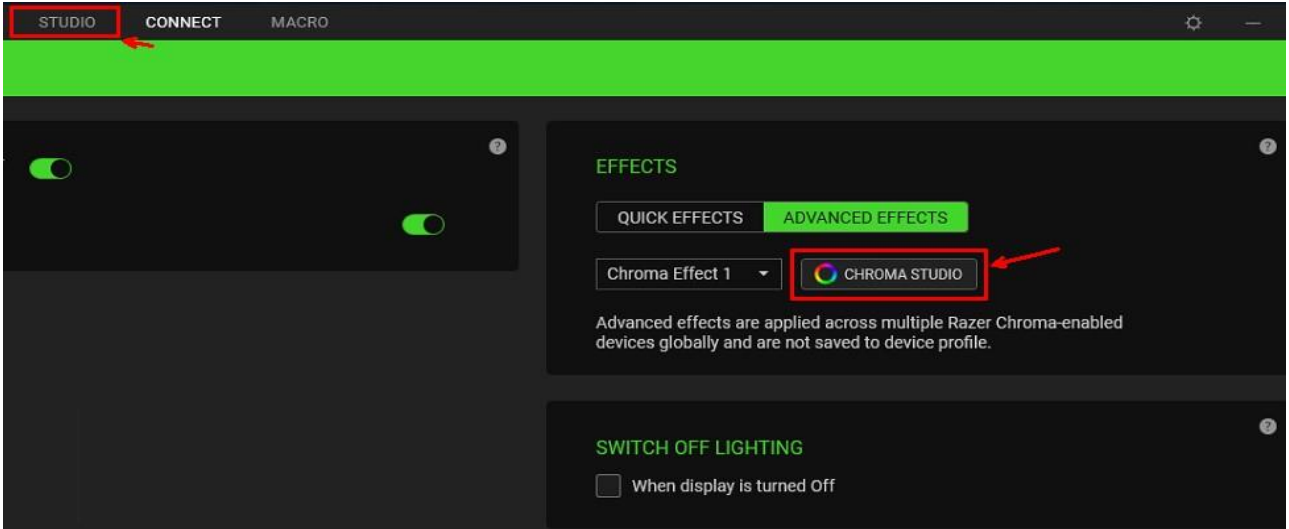 STUDIO CONNECT MACRO
EFFECTS
QUICK EFFECTS ADVANCED EFFECTS
Chroma Effect 1 CHROMA STUDIO
Advanced effects are applied across multiple Razer Chroma-enabled
devices globally and are not saved to device profile.
SWITCH OFF LIGHTING
When display is turned Off